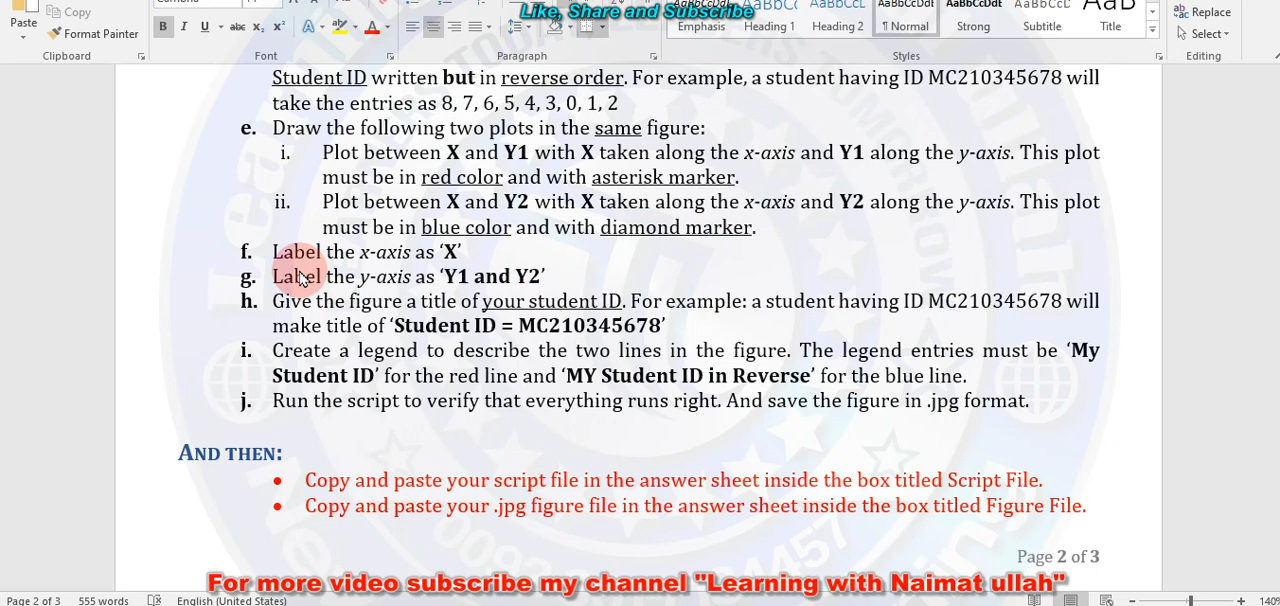 Like, Share and Subscribe
Copy
Paste
Format Painter
B I U abc x₂ x² A ab A
AaBbCcDd AaBbCcDd AaBbCcD AaB
Emphasis Heading 1 Heading 2 ¶ Normal Strong Subtitle Title
Replace
Select
Clipboard Font Paragraph Styles Editing
Student ID written but in reverse order. For example, a student having ID MC210345678 will
take the entries as 8, 7, 6, 5, 4, 3, 0, 1, 2
e. Draw the following two plots in the same figure:
i. Plot between X and Y1 with X taken along the x-axis and Y1 along the y-axis. This plot
must be in red color and with asterisk marker.
ii. Plot between X and Y2 with X taken along the x-axis and Y2 along the y-axis. This plot
must be in blue color and with diamond marker.
f. Label the x-axis as ‘X’
g. Label the y-axis as ‘Y1 and Y2’
h. Give the figure a title of your student ID. For example: a student having ID MC210345678 will
make title of ‘Student ID = MC210345678’
i. Create a legend to describe the two lines in the figure. The legend entries must be ‘My
Student ID’ for the red line and ‘MY Student ID in Reverse’ for the blue line.
j. Run the script to verify that everything runs right. And save the figure in .jpg format.
AND THEN:
• Copy and paste your script file in the answer sheet inside the box titled Script File.
• Copy and paste your .jpg figure file in the answer sheet inside the box titled Figure File.
Page 2 of 3
For more video subscribe my channel "Learning with Naimat ullah"
Page 2 of 3 555 words English (United States) 140%